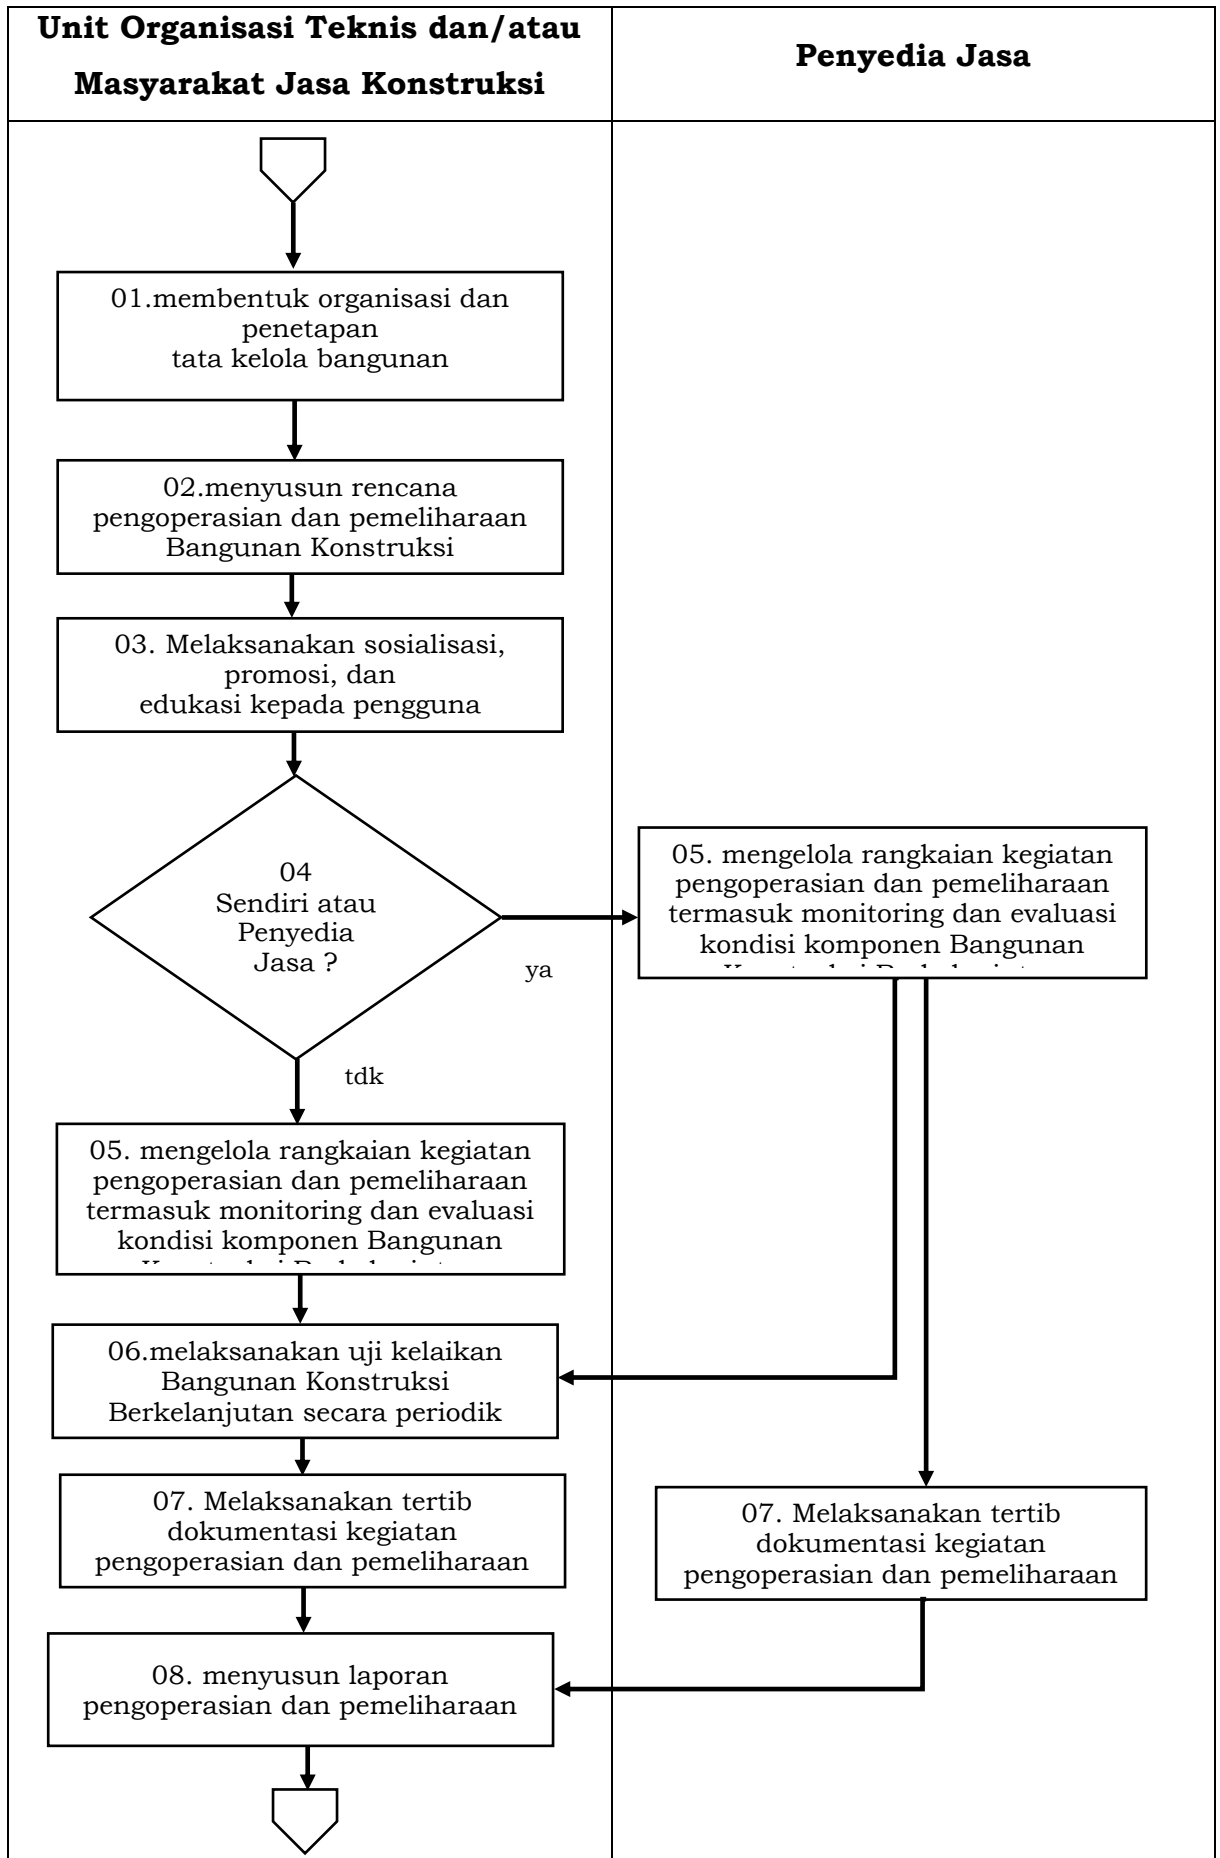 Unit Organisasi Teknis dan/atau
Masyarakat Jasa Konstruksi
Penyedia Jasa
01.membentuk organisasi dan
penetapan
tata kelola bangunan
02.menyusun rencana
pengoperasian dan pemeliharaan
Bangunan Konstruksi
03. Melaksanakan sosialisasi,
promosi, dan
edukasi kepada pengguna
04
Sendiri atau
Penyedia
Jasa ?
ya
tdk
05. mengelola rangkaian kegiatan
pengoperasian dan pemeliharaan
termasuk monitoring dan evaluasi
kondisi komponen Bangunan
05. mengelola rangkaian kegiatan
pengoperasian dan pemeliharaan
termasuk monitoring dan evaluasi
kondisi komponen Bangunan
06.melaksanakan uji kelaikan
Bangunan Konstruksi
Berkelanjutan secara periodik
07. Melaksanakan tertib
dokumentasi kegiatan
pengoperasian dan pemeliharaan
07. Melaksanakan tertib
dokumentasi kegiatan
pengoperasian dan pemeliharaan
08. menyusun laporan
pengoperasian dan pemeliharaan